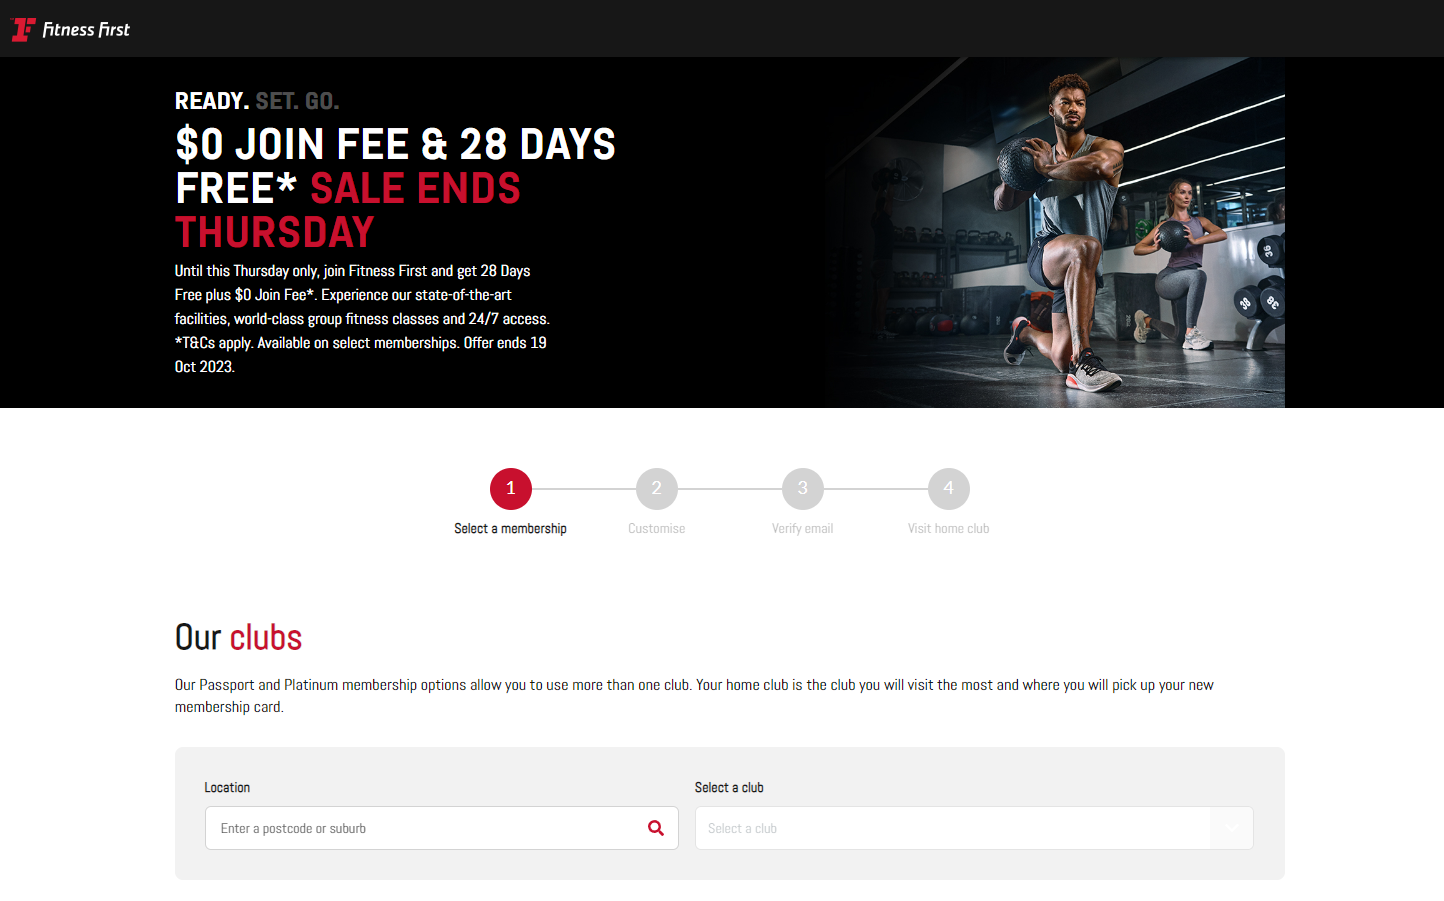 Fitness First
READY. SET. GO.
$0 JOIN FEE & 28 DAYS
FREE* SALE ENDS
THURSDAY
Until this Thursday only, join Fitness First and get 28 Days
Free plus $0 Join Fee*. Experience our state-of-the-art
facilities, world-class group fitness classes and 24/7 access.
*T&Cs apply. Available on select memberships. Offer ends 19
Oct 2023.
1 2 3 4
Select a membership Customise Verify email Visit home club
Our clubs
Our Passport and Platinum membership options allow you to use more than one club. Your home club is the club you will visit the most and where you will pick up your new
membership card.
Location Select a club
Enter a postcode or suburb Select a club